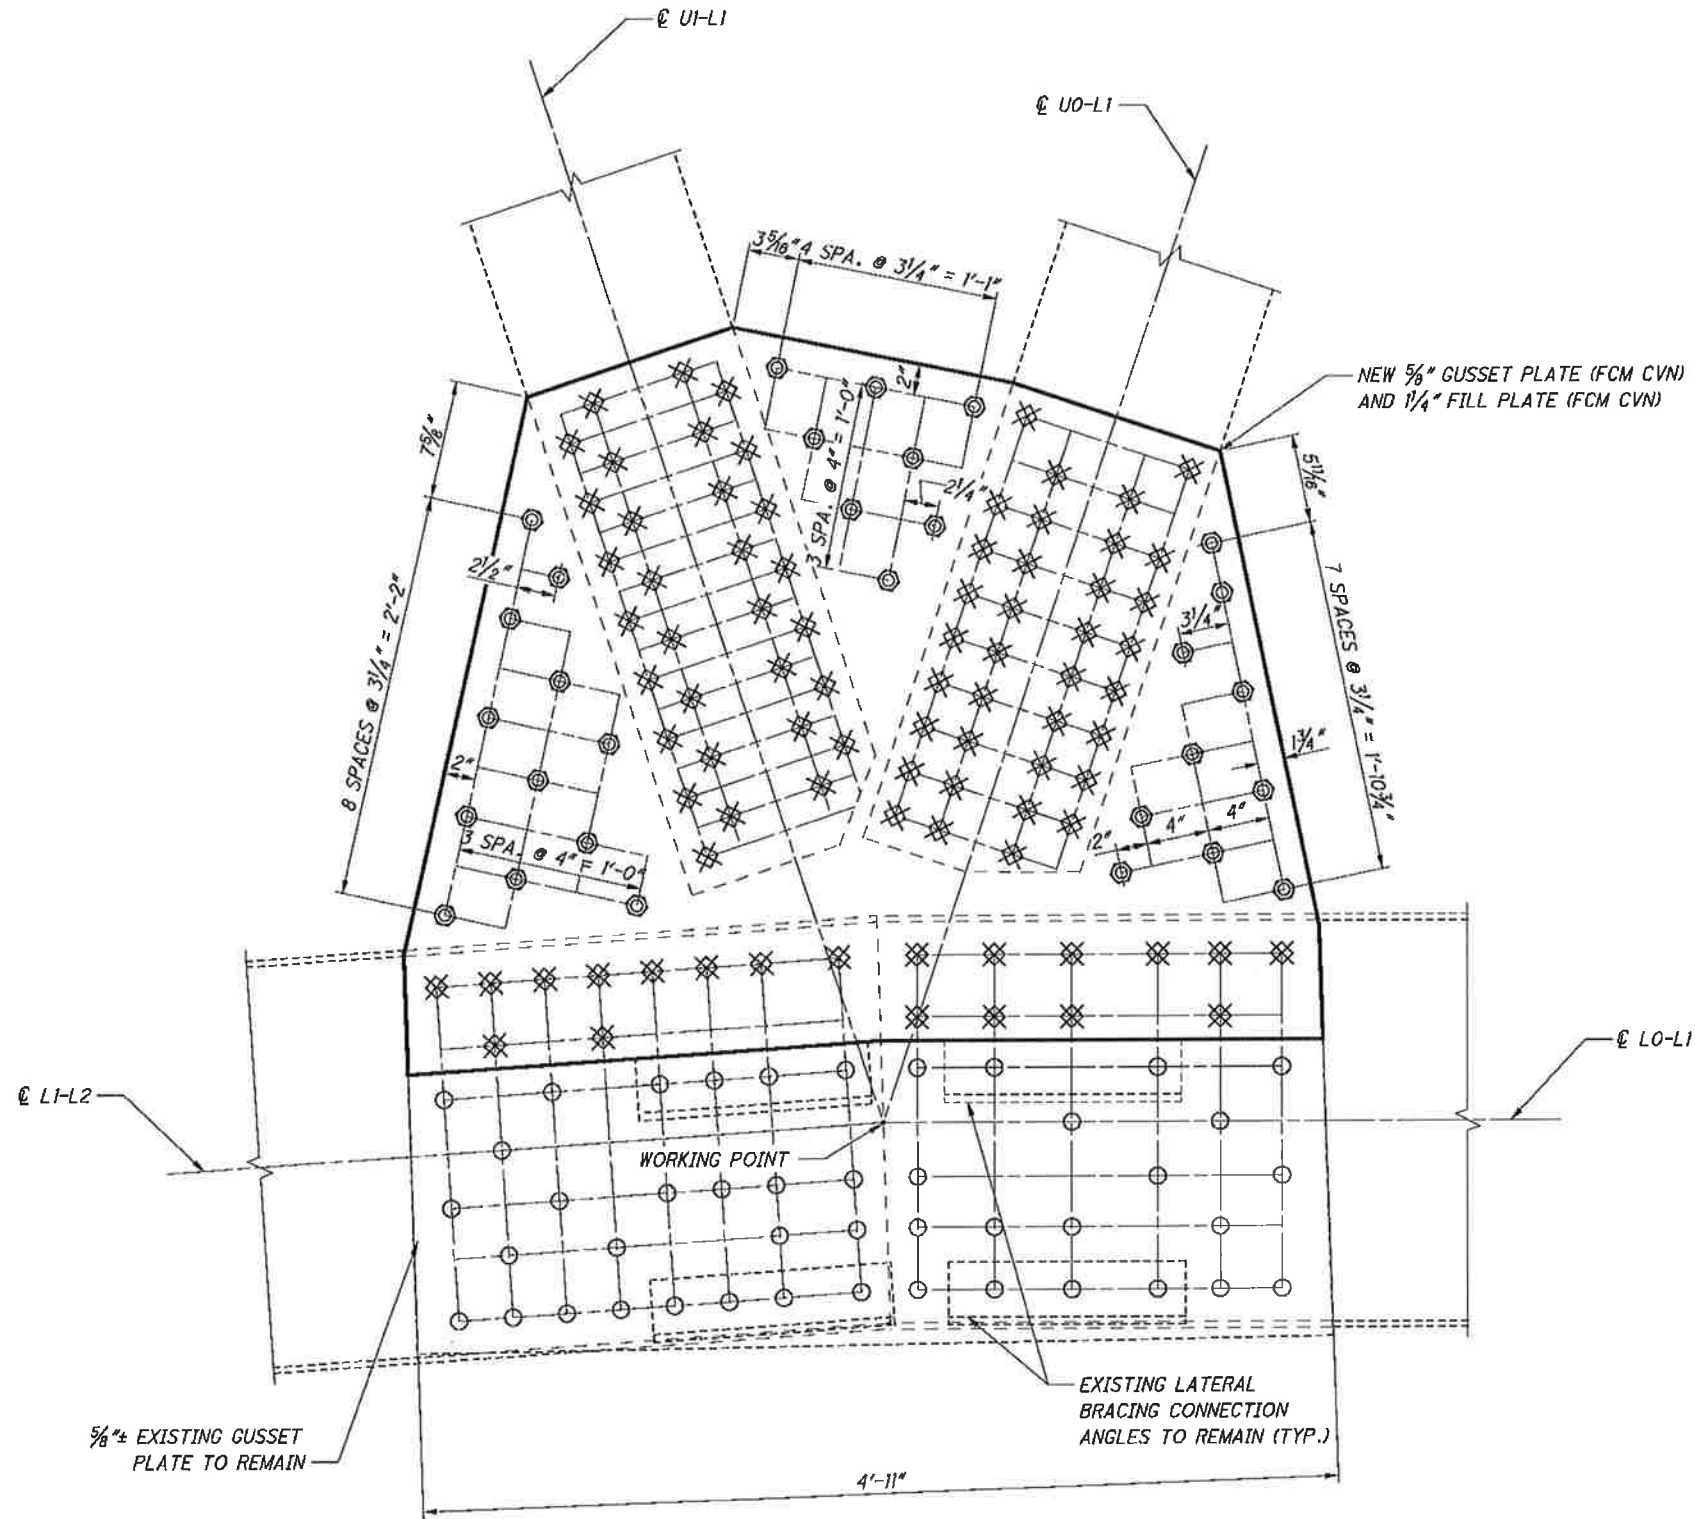 ℄ U1-L1
℄ U0-L1
3 5/16"
4 SPA. @ 3 1/4" = 1'-1"
NEW 5/8" GUSSET PLATE (FCM CVN)
AND 1 1/4" FILL PLATE (FCM CVN)
7 5/8"
2"
3 SPA. @ 4" = 1'-0"
2 1/4"
5 11/16"
2 1/2"
8 SPACES @ 3 1/4" = 2'-2"
3 1/4"
7 SPACES @ 3 1/4" = 1'-10 3/4"
1 3/4"
2"
3 SPA. @ 4" = 1'-0"
2"
4"
4"
℄ L0-L1
℄ L1-L2
WORKING POINT
EXISTING LATERAL
BRACING CONNECTION
ANGLES TO REMAIN (TYP.)
5/8"± EXISTING GUSSET
PLATE TO REMAIN
4'-11"